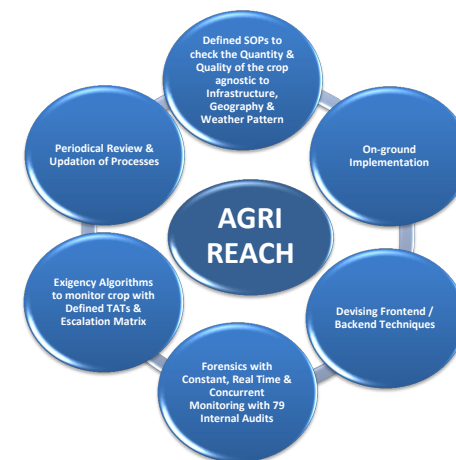 Defined SOPs to
check the Quantity &
Quality of the crop
agnostic to
Infrastructure,
Geography &
Weather Pattern
On-ground
Implementation
Devising Frontend /
Backend Techniques
Forensics with
Constant, Real Time &
Concurrent
Monitoring with 79
Internal Audits
Exigency Algorithms
to monitor crop with
Defined TATs &
Escalation Matrix
Periodical Review &
Updation of Processes
AGRI
REACH